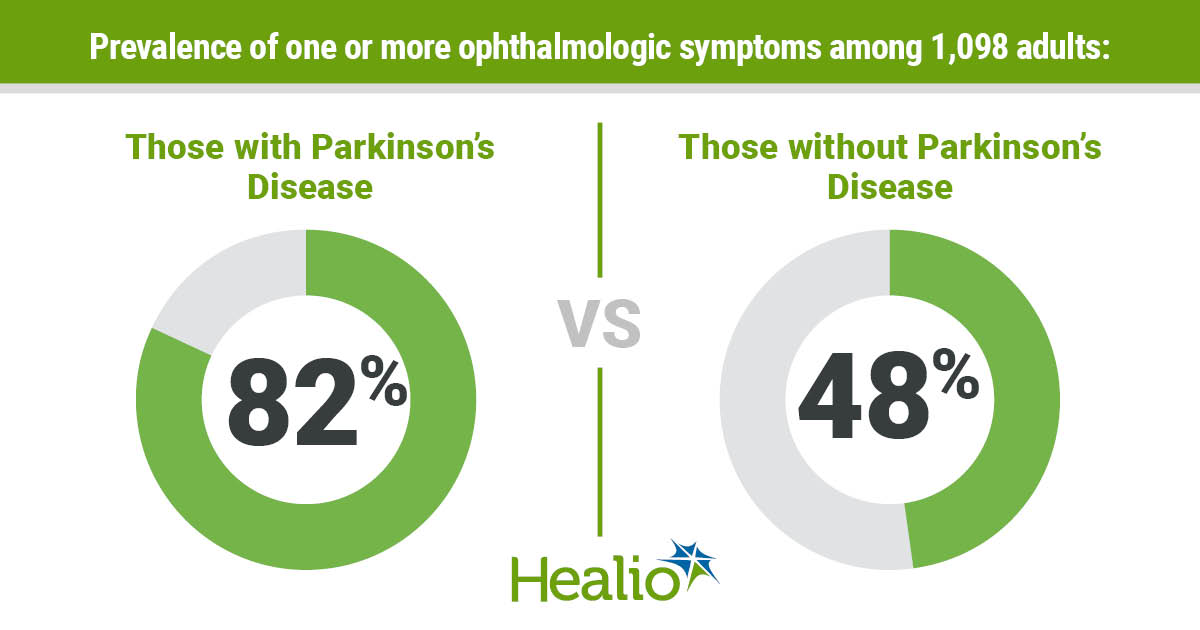 Prevalence of one or more ophthalmologic symptoms among 1,098 adults:
Those with Parkinson’s
Disease
82%
VS
Those without Parkinson’s
Disease
48%
Healio